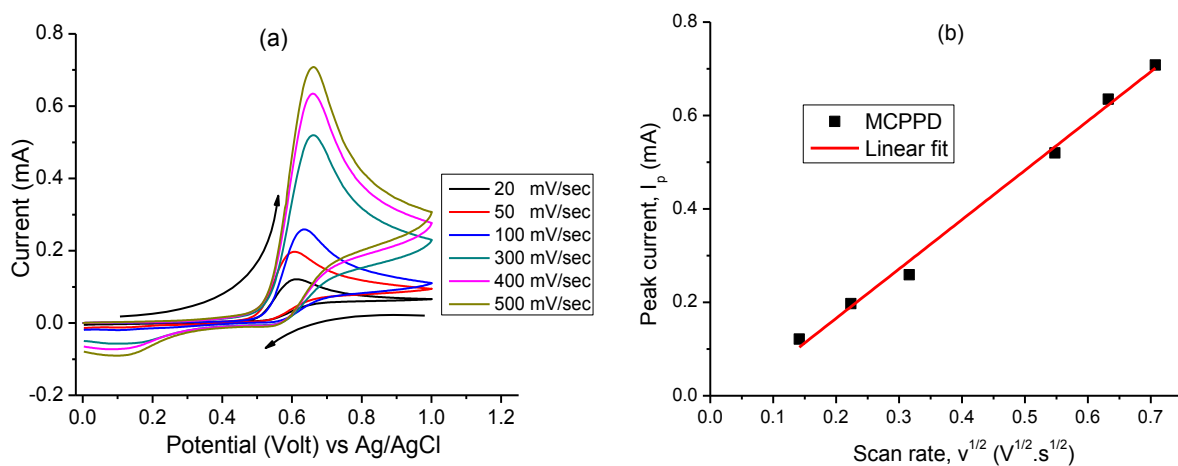 (a)
0.8
0.6
0.4
0.2
0.0
-0.2
Current (mA)
20 mV/sec
50 mV/sec
100 mV/sec
300 mV/sec
400 mV/sec
500 mV/sec
0.0 0.2 0.4 0.6 0.8 1.0 1.2
Potential (Volt) vs Ag/AgCl
(b)
0.8
0.6
0.4
0.2
0.0
Peak current, I_p (mA)
MCPPD
Linear fit
0.0 0.1 0.2 0.3 0.4 0.5 0.6 0.7
Scan rate, v^{1/2} (V^{1/2}.s^{1/2})